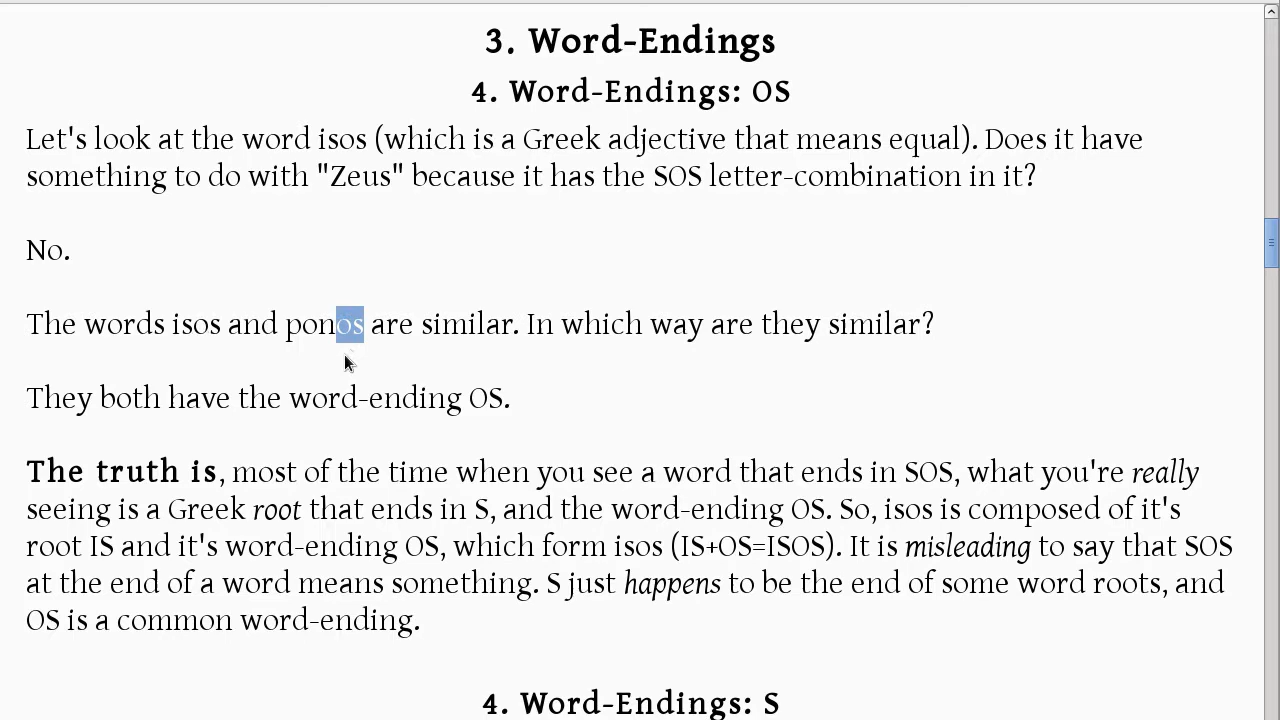 3. Word-Endings
4. Word-Endings: OS
Let's look at the word isos (which is a Greek adjective that means equal). Does it have
something to do with "Zeus" because it has the SOS letter-combination in it?
No.
The words isos and ponos are similar. In which way are they similar?
They both have the word-ending OS.
The truth is, most of the time when you see a word that ends in SOS, what you're really
seeing is a Greek root that ends in S, and the word-ending OS. So, isos is composed of it's
root IS and it's word-ending OS, which form isos (IS+OS=ISOS). It is misleading to say that SOS
at the end of a word means something. S just happens to be the end of some word roots, and
OS is a common word-ending.
4. Word-Endings: S